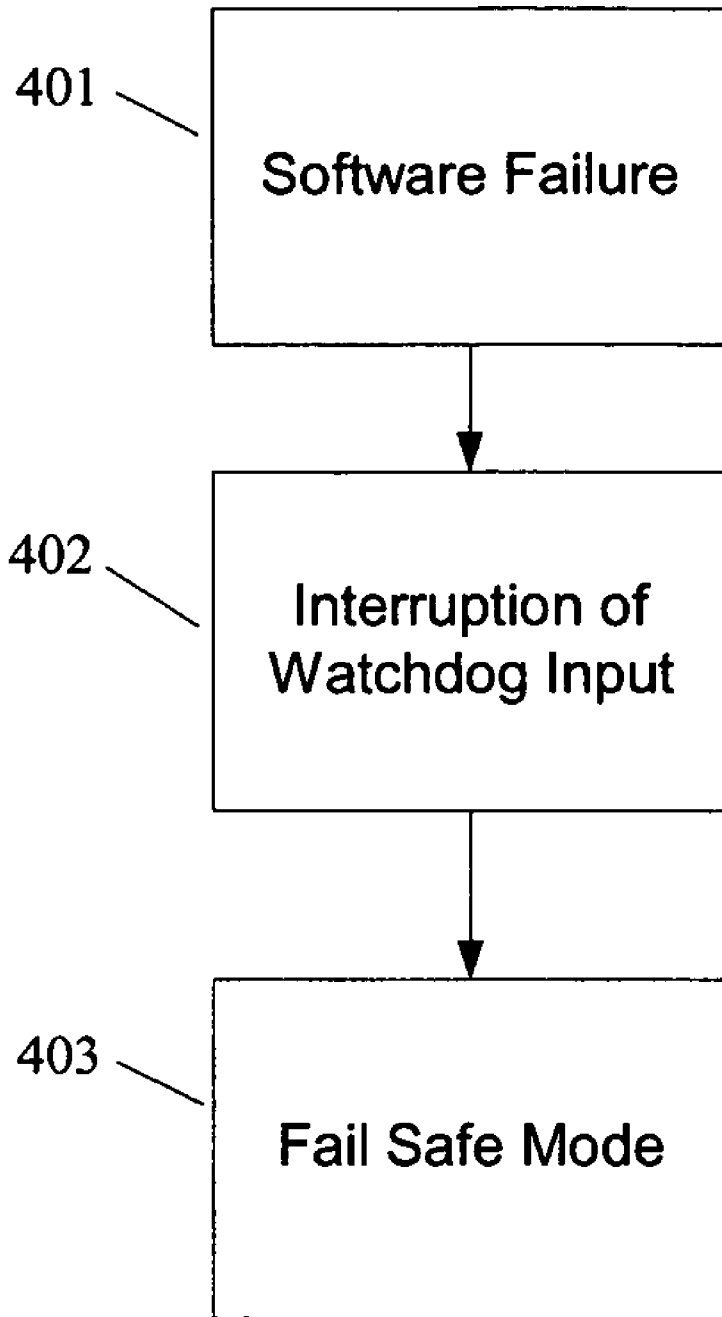 401
Software Failure
402
Interruption of
Watchdog Input
403
Fail Safe Mode